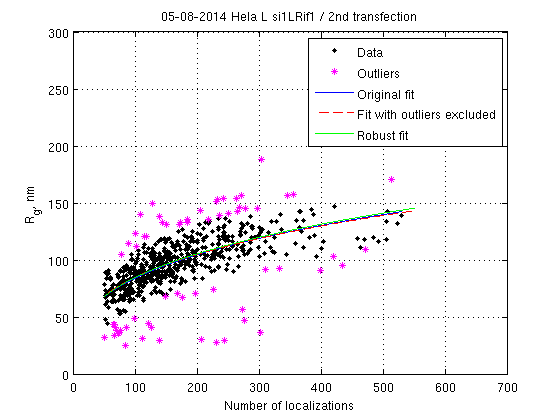 05-08-2014 Hela L si1LRif1 / 2nd transfection
300
250
200
150
100
50
0
Rg, nm
Data
Outliers
Original fit
Fit with outliers excluded
Robust fit
0 100 200 300 400 500 600 700
Number of localizations